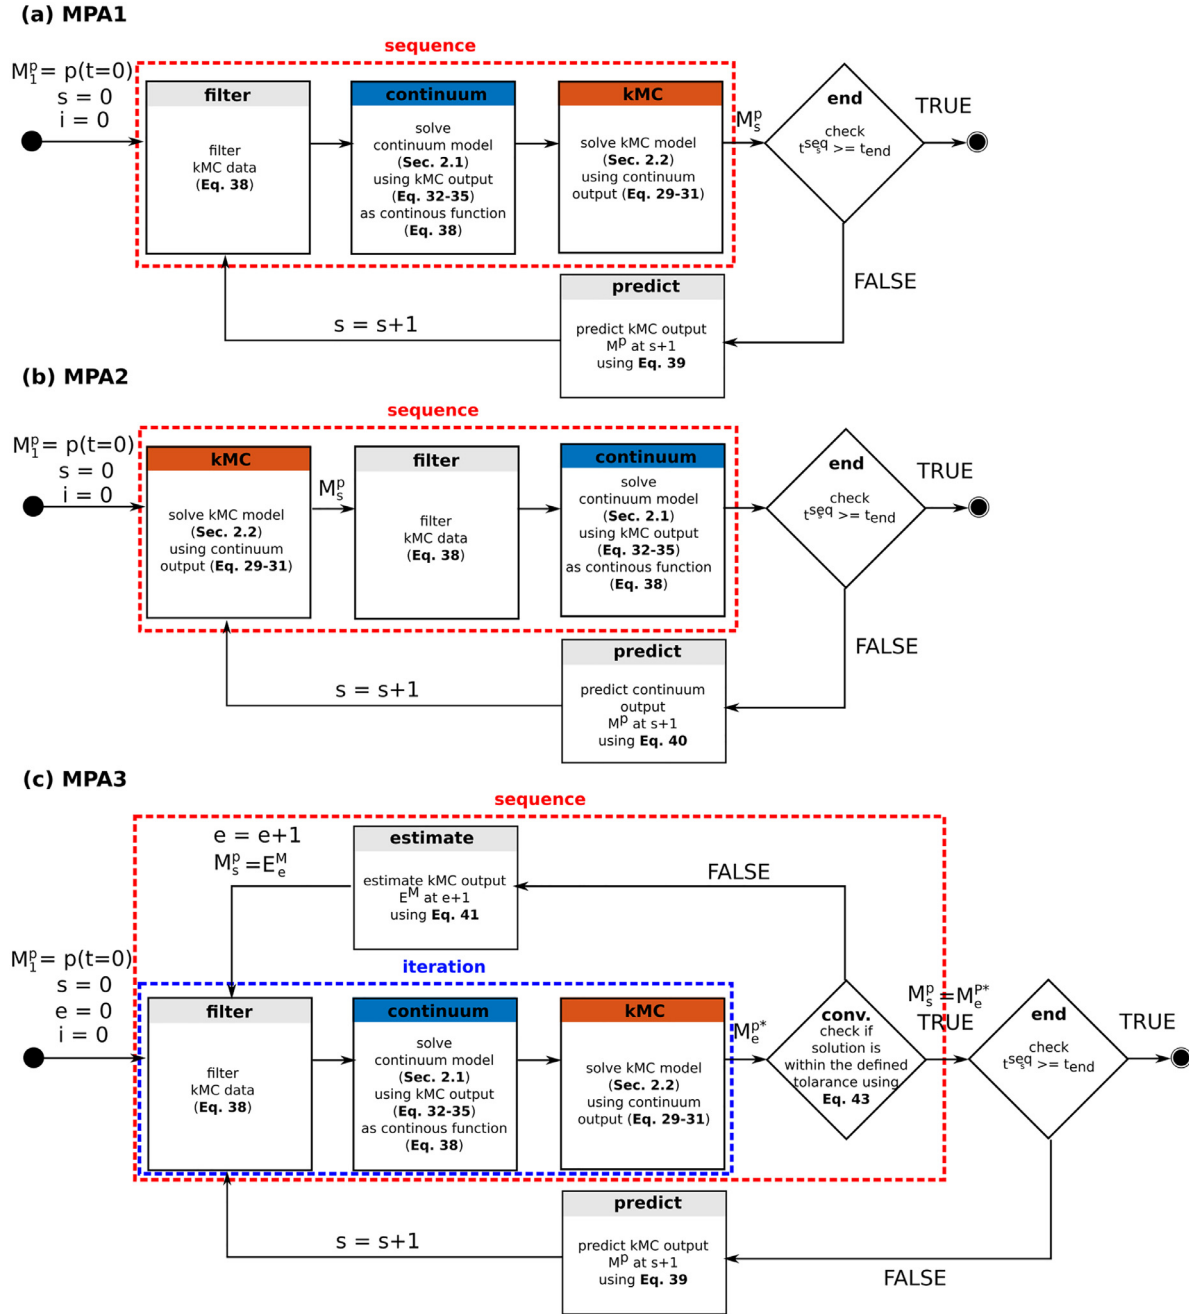 (a) MPA1
sequence
M₁ᵖ= p(t=0)
s = 0
i = 0
filter
filter
kMC data
(Eq. 38)
continuum
solve
continuum model
(Sec. 2.1)
using kMC output
(Eq. 32-35)
as continous function
(Eq. 38)
kMC
solve kMC model
(Sec. 2.2)
using continuum
output (Eq. 29-31)
Mₛᵖ
end
check
tₛˢᵉᑫ >= t_end
TRUE
FALSE
predict
predict kMC output
Mᵖ at s+1
using Eq. 39
s = s+1
(b) MPA2
sequence
M₁ᵖ= p(t=0)
s = 0
i = 0
kMC
solve kMC model
(Sec. 2.2)
using continuum
output (Eq. 29-31)
Mₛᵖ
filter
filter
kMC data
(Eq. 38)
continuum
solve
continuum model
(Sec. 2.1)
using kMC output
(Eq. 32-35)
as continous function
(Eq. 38)
end
check
tₛˢᵉᑫ >= t_end
TRUE
FALSE
predict
predict continuum
output
Mᵖ at s+1
using Eq. 40
s = s+1
(c) MPA3
sequence
e = e+1
Mₛᵖ=Eₑᴹ
estimate
estimate kMC output
Eᴹ at e+1
using Eq. 41
FALSE
M₁ᵖ= p(t=0)
s = 0
e = 0
i = 0
iteration
filter
filter
kMC data
(Eq. 38)
continuum
solve
continuum model
(Sec. 2.1)
using kMC output
(Eq. 32-35)
as continous function
(Eq. 38)
kMC
solve kMC model
(Sec. 2.2)
using continuum
output (Eq. 29-31)
Mₑᵖ*
conv.
check if
solution is
within the defined
tolarance using
Eq. 43
Mₛᵖ=Mₑᴾ*
TRUE
end
check
tₛˢᵉᑫ >= t_end
TRUE
FALSE
predict
predict kMC output
Mᵖ at s+1
using Eq. 39
s = s+1